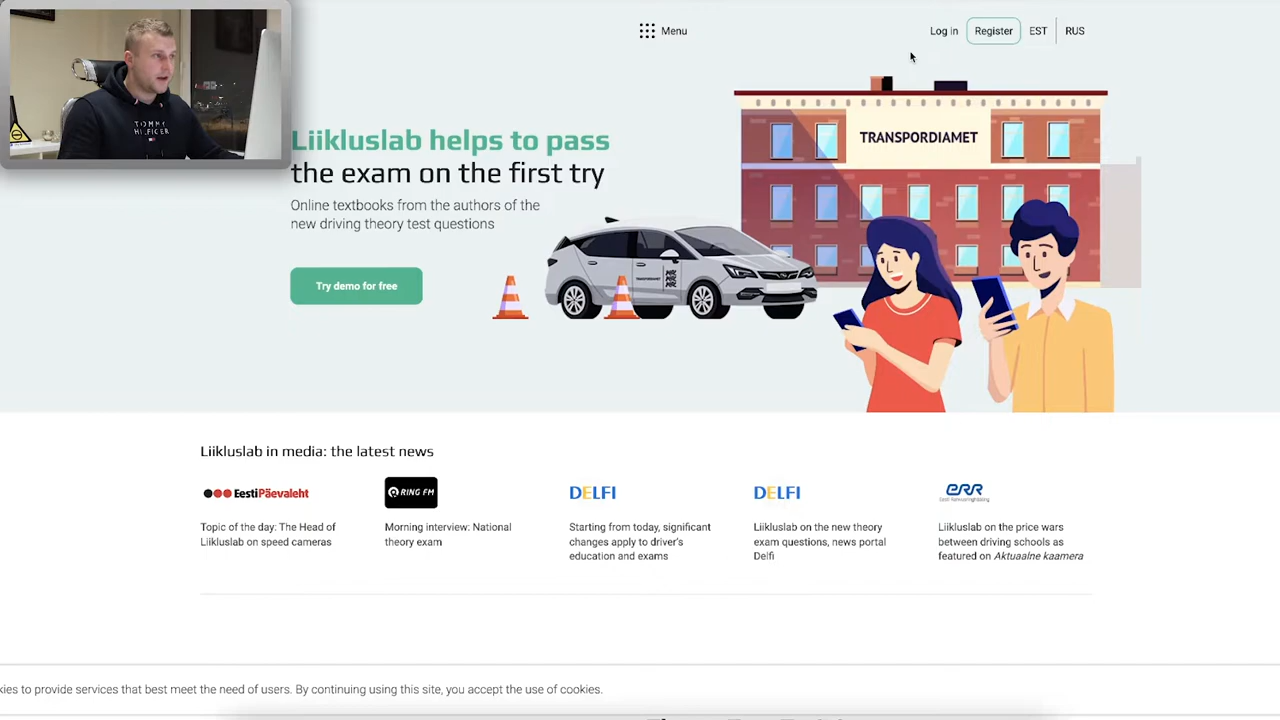 Menu
Log in
Register
EST
RUS
TOMMY
HILFIGER
Liikluslab helps to pass
the exam on the first try
Online textbooks from the authors of the
new driving theory test questions
Try demo for free
TRANSPORDIAMET
TRANSPORDIAMET
Liikluslab in media: the latest news
Eesti Päevaleht
RING FM
DELFI
DELFI
err
Eesti Rahvusringhääling
Topic of the day: The Head of
Liikluslab on speed cameras
Morning interview: National
theory exam
Starting from today, significant
changes apply to driver's
education and exams
Liikluslab on the new theory
exam questions, news portal
Delfi
Liikluslab on the price wars
between driving schools as
featured on Aktuaalne kaamera
kies to provide services that best meet the need of users. By continuing using this site, you accept the use of cookies.